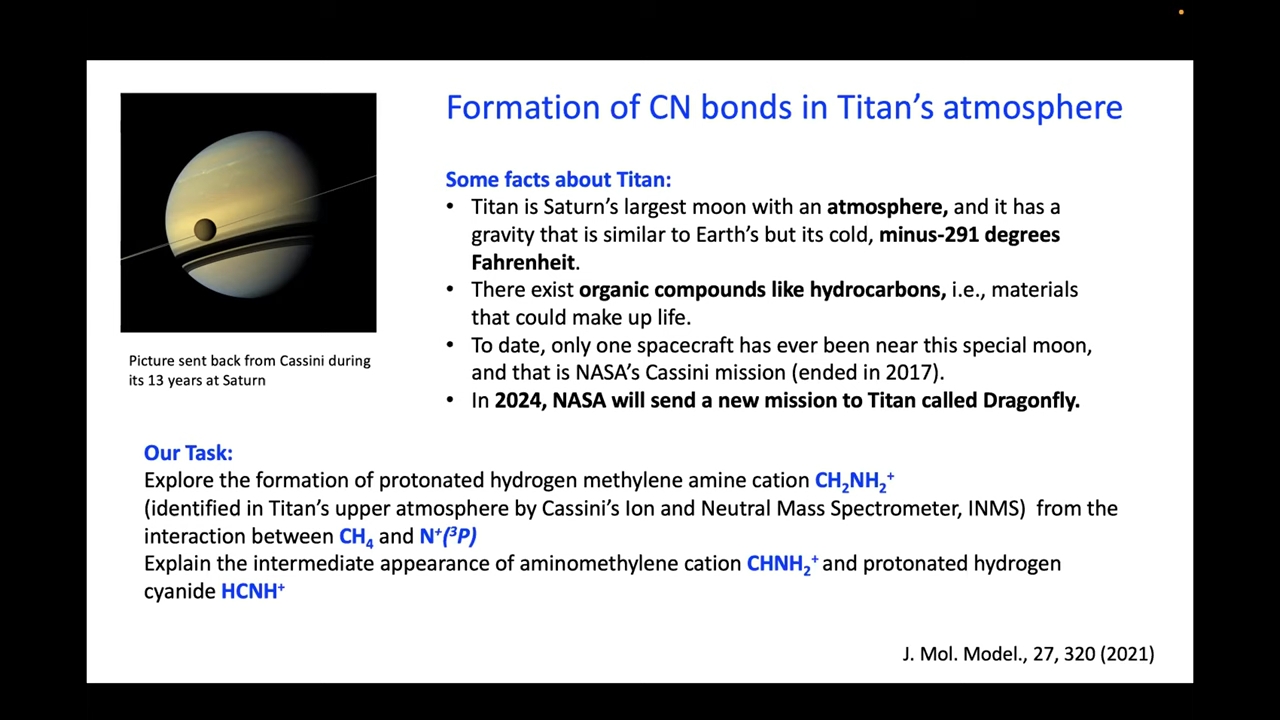 Formation of CN bonds in Titan’s atmosphere
Some facts about Titan:
• Titan is Saturn’s largest moon with an atmosphere, and it has a
gravity that is similar to Earth’s but its cold, minus-291 degrees
Fahrenheit.
• There exist organic compounds like hydrocarbons, i.e., materials
that could make up life.
• To date, only one spacecraft has ever been near this special moon,
and that is NASA’s Cassini mission (ended in 2017).
• In 2024, NASA will send a new mission to Titan called Dragonfly.
Picture sent back from Cassini during
its 13 years at Saturn
Our Task:
Explore the formation of protonated hydrogen methylene amine cation CH₂NH₂⁺
(identified in Titan’s upper atmosphere by Cassini’s Ion and Neutral Mass Spectrometer, INMS) from the
interaction between CH₄ and N⁺(³P)
Explain the intermediate appearance of aminomethylene cation CHNH₂⁺ and protonated hydrogen
cyanide HCNH⁺
J. Mol. Model., 27, 320 (2021)